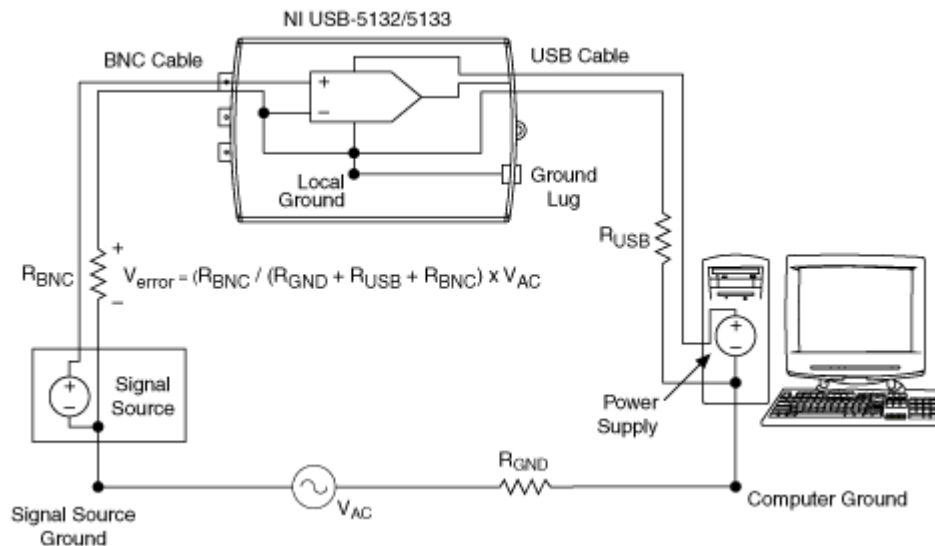 NI USB-5132/5133
BNC Cable
USB Cable
+
−
Local
Ground
Ground
Lug
RUSB
RBNC
+
Verror = (RBNC / (RGND + RUSB + RBNC) x VAC
−
+
−
Signal
Source
+
−
Power
Supply
RGND
VAC
Computer Ground
Signal Source
Ground